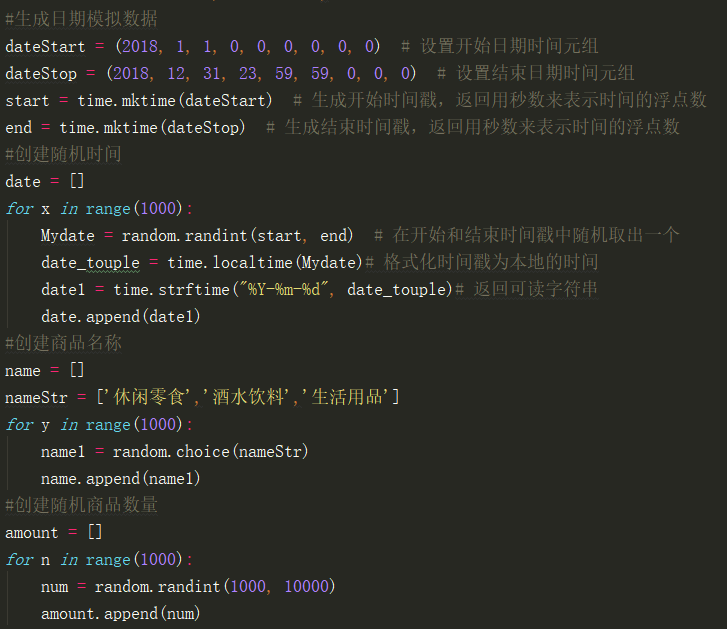 #生成日期模拟数据
dateStart = (2018, 1, 1, 0, 0, 0, 0, 0, 0)  # 设置开始日期时间元组
dateStop = (2018, 12, 31, 23, 59, 59, 0, 0, 0)  # 设置结束日期时间元组
start = time.mktime(dateStart)  # 生成开始时间戳，返回用秒数来表示时间的浮点数
end = time.mktime(dateStop)  # 生成结束时间戳，返回用秒数来表示时间的浮点数
#创建随机时间
date = []
for x in range(1000):
    Mydate = random.randint(start, end)  # 在开始和结束时间戳中随机取出一个
    date_touple = time.localtime(Mydate)# 格式化时间戳为本地的时间
    date1 = time.strftime("%Y-%m-%d", date_touple)# 返回可读字符串
    date.append(date1)
#创建商品名称
name = []
nameStr = ['休闲零食','酒水饮料','生活用品']
for y in range(1000):
    name1 = random.choice(nameStr)
    name.append(name1)
#创建随机商品数量
amount = []
for n in range(1000):
    num = random.randint(1000, 10000)
    amount.append(num)